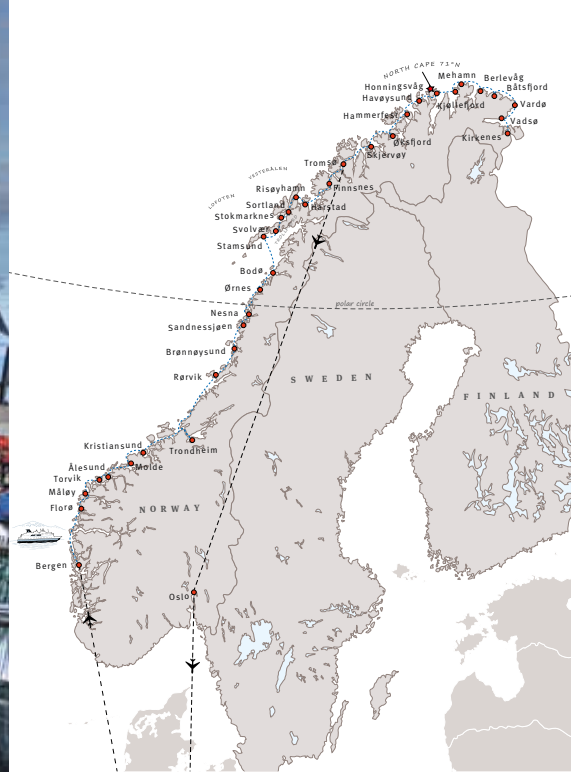 NORTH CAPE 73°N
Mehamn
Berlevåg
Honningsvåg
Båtsfjord
Havøysund
Kjøllefjord
Vardø
Hammerfest
Vadsø
Kirkenes
Øksfjord
Skjervøy
Tromsø
VESTERÅLEN
Risøyhamn
Finnsnes
LOFOTEN
Sortland
Harstad
Stokmarknes
Svolvær
Stamsund
Bodø
Ørnes
polar circle
Nesna
Sandnessjøen
Brønnøysund
Rørvik
SWEDEN
FINLAND
Kristiansund
Trondheim
Ålesund
Molde
Torvik
Måløy
Florø
NORWAY
Bergen
Oslo